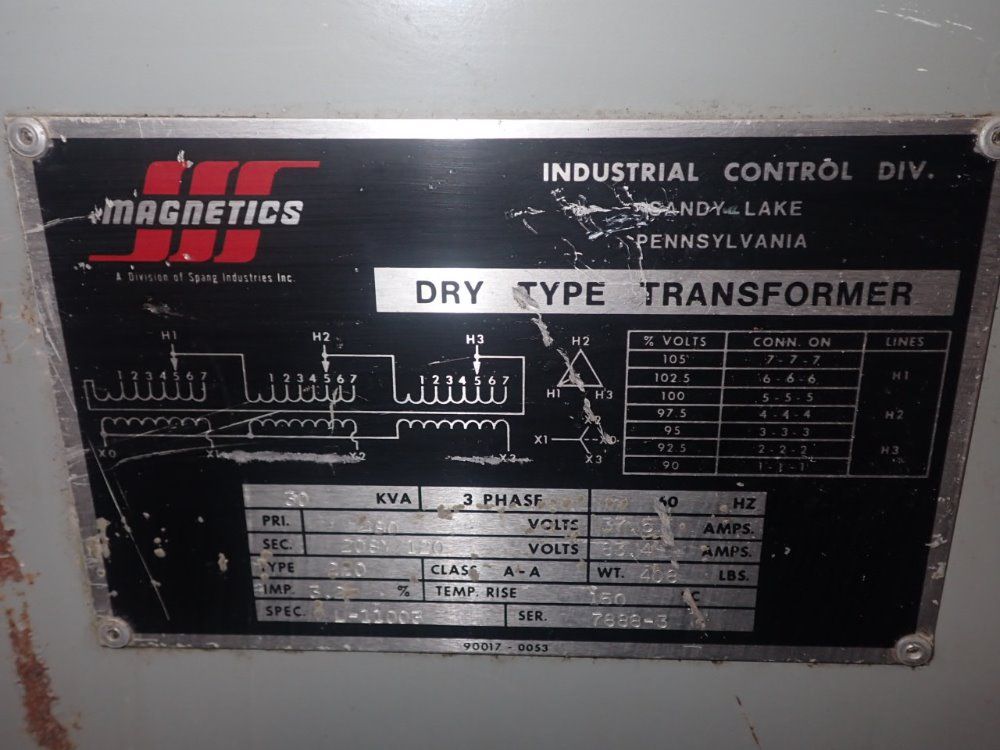 MAGNETICS
A Division of Spang Industries Inc.
INDUSTRIAL CONTROL DIV.
SANDY LAKE
PENNSYLVANIA
DRY TYPE TRANSFORMER
H1 H2 H3
1 2 3 4 5 6 7 1 2 3 4 5 6 7 1 2 3 4 5 6 7
X0 X1 X2 X3
H2
H1 H3
X1
X3
% VOLTS CONN. ON LINES
105 7-7-7
102.5 6-6-6 H1
100 5-5-5
97.5 4-4-4 H2
95 3-3-3
92.5 2-2-2 H3
90 1-1-1
30 KVA 3 PHASE 60 HZ
PRI. VOLTS AMPS.
SEC. 208Y 120 VOLTS AMPS.
TYPE CLASS A-A WT. LBS.
IMP. % TEMP. RISE 150 C
SPEC. SER. 7688-3
90017 - 0053